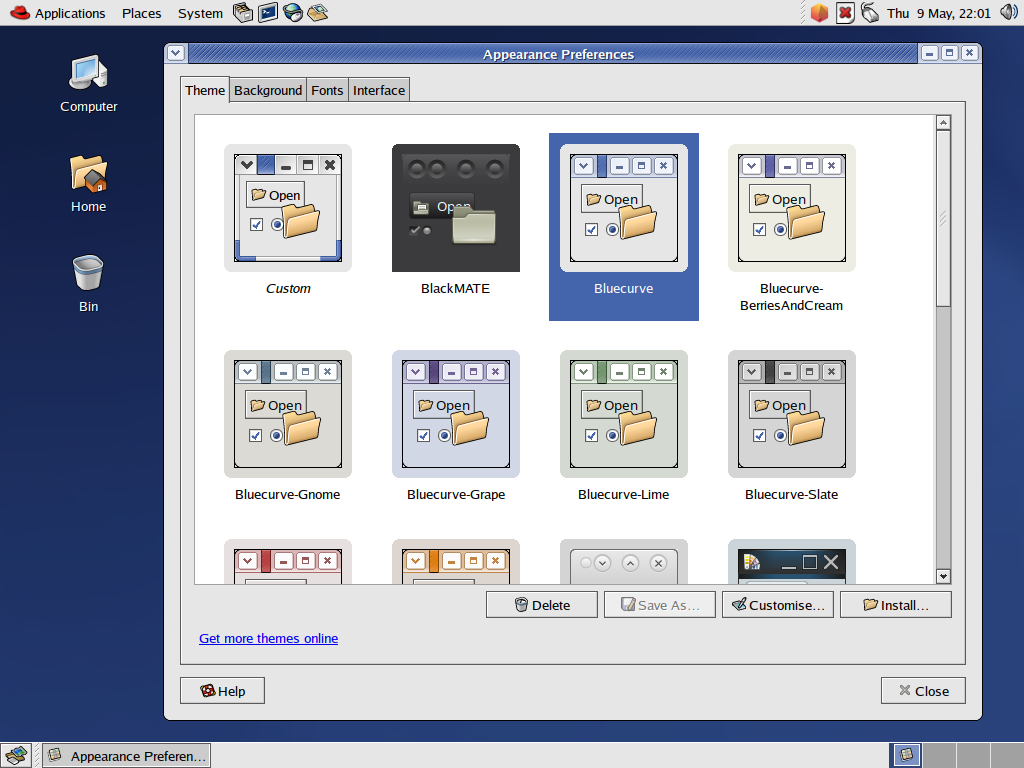 Applications Places System Thu 9 May, 22:01
Computer
Home
Bin
Appearance Preferences
Theme Background Fonts Interface
Open
Custom
Open
BlackMATE
Open
Bluecurve
Open
Bluecurve-
BerriesAndCream
Open
Bluecurve-Gnome
Open
Bluecurve-Grape
Open
Bluecurve-Lime
Open
Bluecurve-Slate
Delete Save As... Customise... Install...
Get more themes online
Help Close
Appearance Preferen...